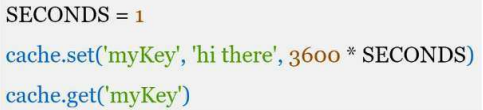 SECONDS = 1
cache.set('myKey', 'hi there', 3600 * SECONDS)
cache.get('myKey')